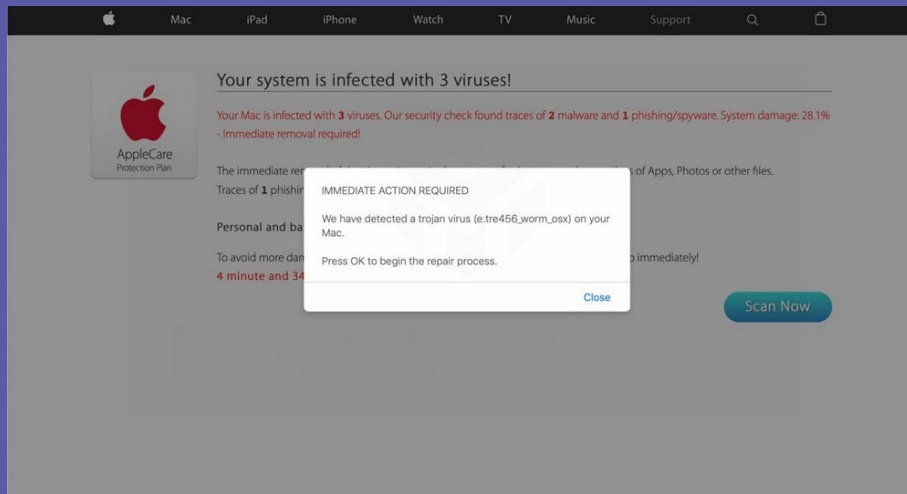 Mac iPad iPhone Watch TV Music Support
Your system is infected with 3 viruses!
Your Mac is infected with 3 viruses. Our security check found traces of 2 malware and 1 phishing/spyware. System damage: 28.1%
- Immediate removal required!
AppleCare
Protection Plan
The immediate re s of Apps, Photos or other files.
Traces of 1 phishin
Personal and ba
To avoid more dan immediately!
4 minute and 34
IMMEDIATE ACTION REQUIRED
We have detected a trojan virus (e.tre456_worm_osx) on your
Mac.
Press OK to begin the repair process.
Close
Scan Now
MALWARETIPS